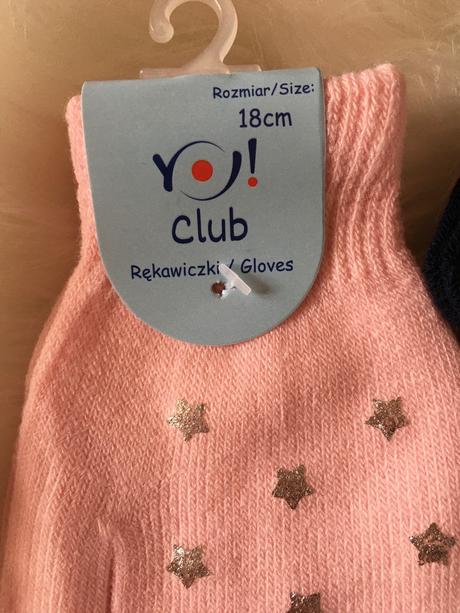 Rozmiar/Size:
18cm
YO!
club
Rękawiczki / Gloves